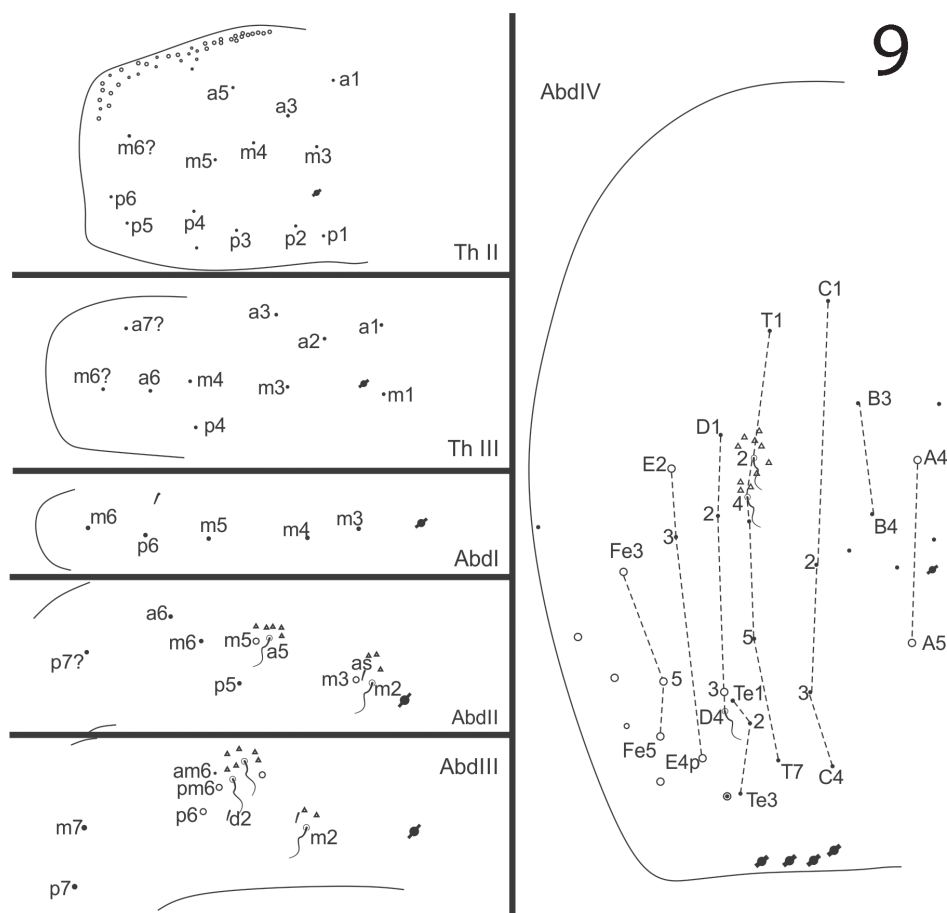 9
a5
a1
a3
m6?
m5
m4
m3
p6
p5
p4
p3
p2
p1
Th II
a7?
a3
a2
a1
m6?
a6
m4
m3
m1
p4
Th III
m6
p6
m5
m4
m3
AbdI
a6
m6
m5
a5
as
p7?
p5
m3
m2
AbdII
AbdIII
am6
pm6
p6
d2
m2
m7
p7
AbdIV
C1
T1
B3
D1
E2
2
A4
4
2
B4
3
Fe3
2
5
A5
5
3
Te1
3
D4
2
Fe5
E4p
T7
C4
Te3